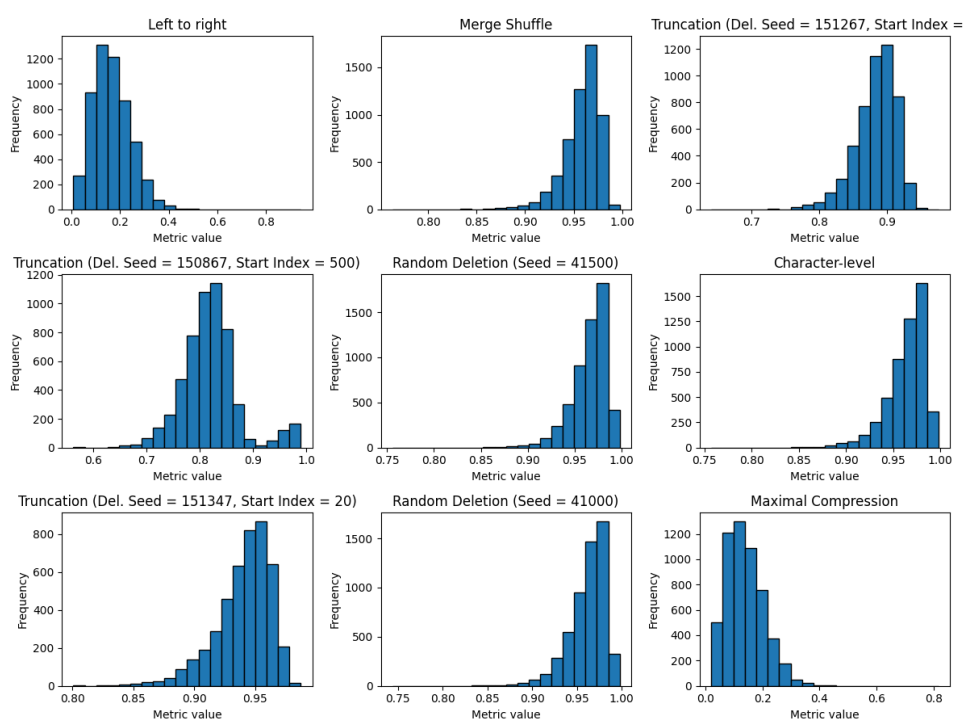 Left to right
Merge Shuffle
Truncation (Del. Seed = 151267, Start Index =
Frequency
1200
1000
800
600
400
200
0
0.0 0.2 0.4 0.6 0.8
Metric value
Frequency
1500
1000
500
0
0.80 0.85 0.90 0.95 1.00
Metric value
Frequency
1200
1000
800
600
400
200
0
0.7 0.8 0.9
Metric value
Truncation (Del. Seed = 150867, Start Index = 500)
Random Deletion (Seed = 41500)
Character-level
Frequency
1200
1000
800
600
400
200
0
0.6 0.7 0.8 0.9 1.0
Metric value
Frequency
1500
1000
500
0
0.75 0.80 0.85 0.90 0.95 1.00
Metric value
Frequency
1500
1250
1000
750
500
250
0
0.75 0.80 0.85 0.90 0.95 1.00
Metric value
Truncation (Del. Seed = 151347, Start Index = 20)
Random Deletion (Seed = 41000)
Maximal Compression
Frequency
800
600
400
200
0
0.80 0.85 0.90 0.95
Metric value
Frequency
1500
1000
500
0
0.75 0.80 0.85 0.90 0.95 1.00
Metric value
Frequency
1200
1000
800
600
400
200
0
0.0 0.2 0.4 0.6 0.8
Metric value